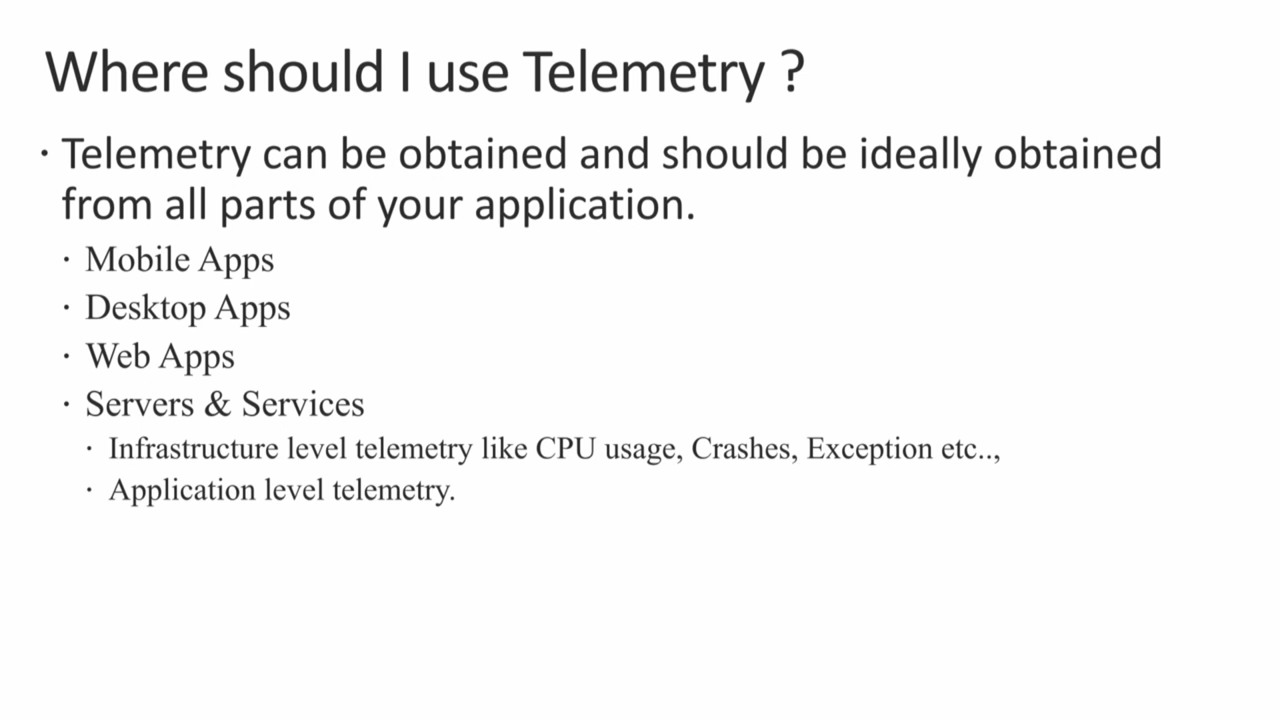 Where should I use Telemetry ?
· Telemetry can be obtained and should be ideally obtained
from all parts of your application.
· Mobile Apps
· Desktop Apps
· Web Apps
· Servers & Services
· Infrastructure level telemetry like CPU usage, Crashes, Exception etc..,
· Application level telemetry.